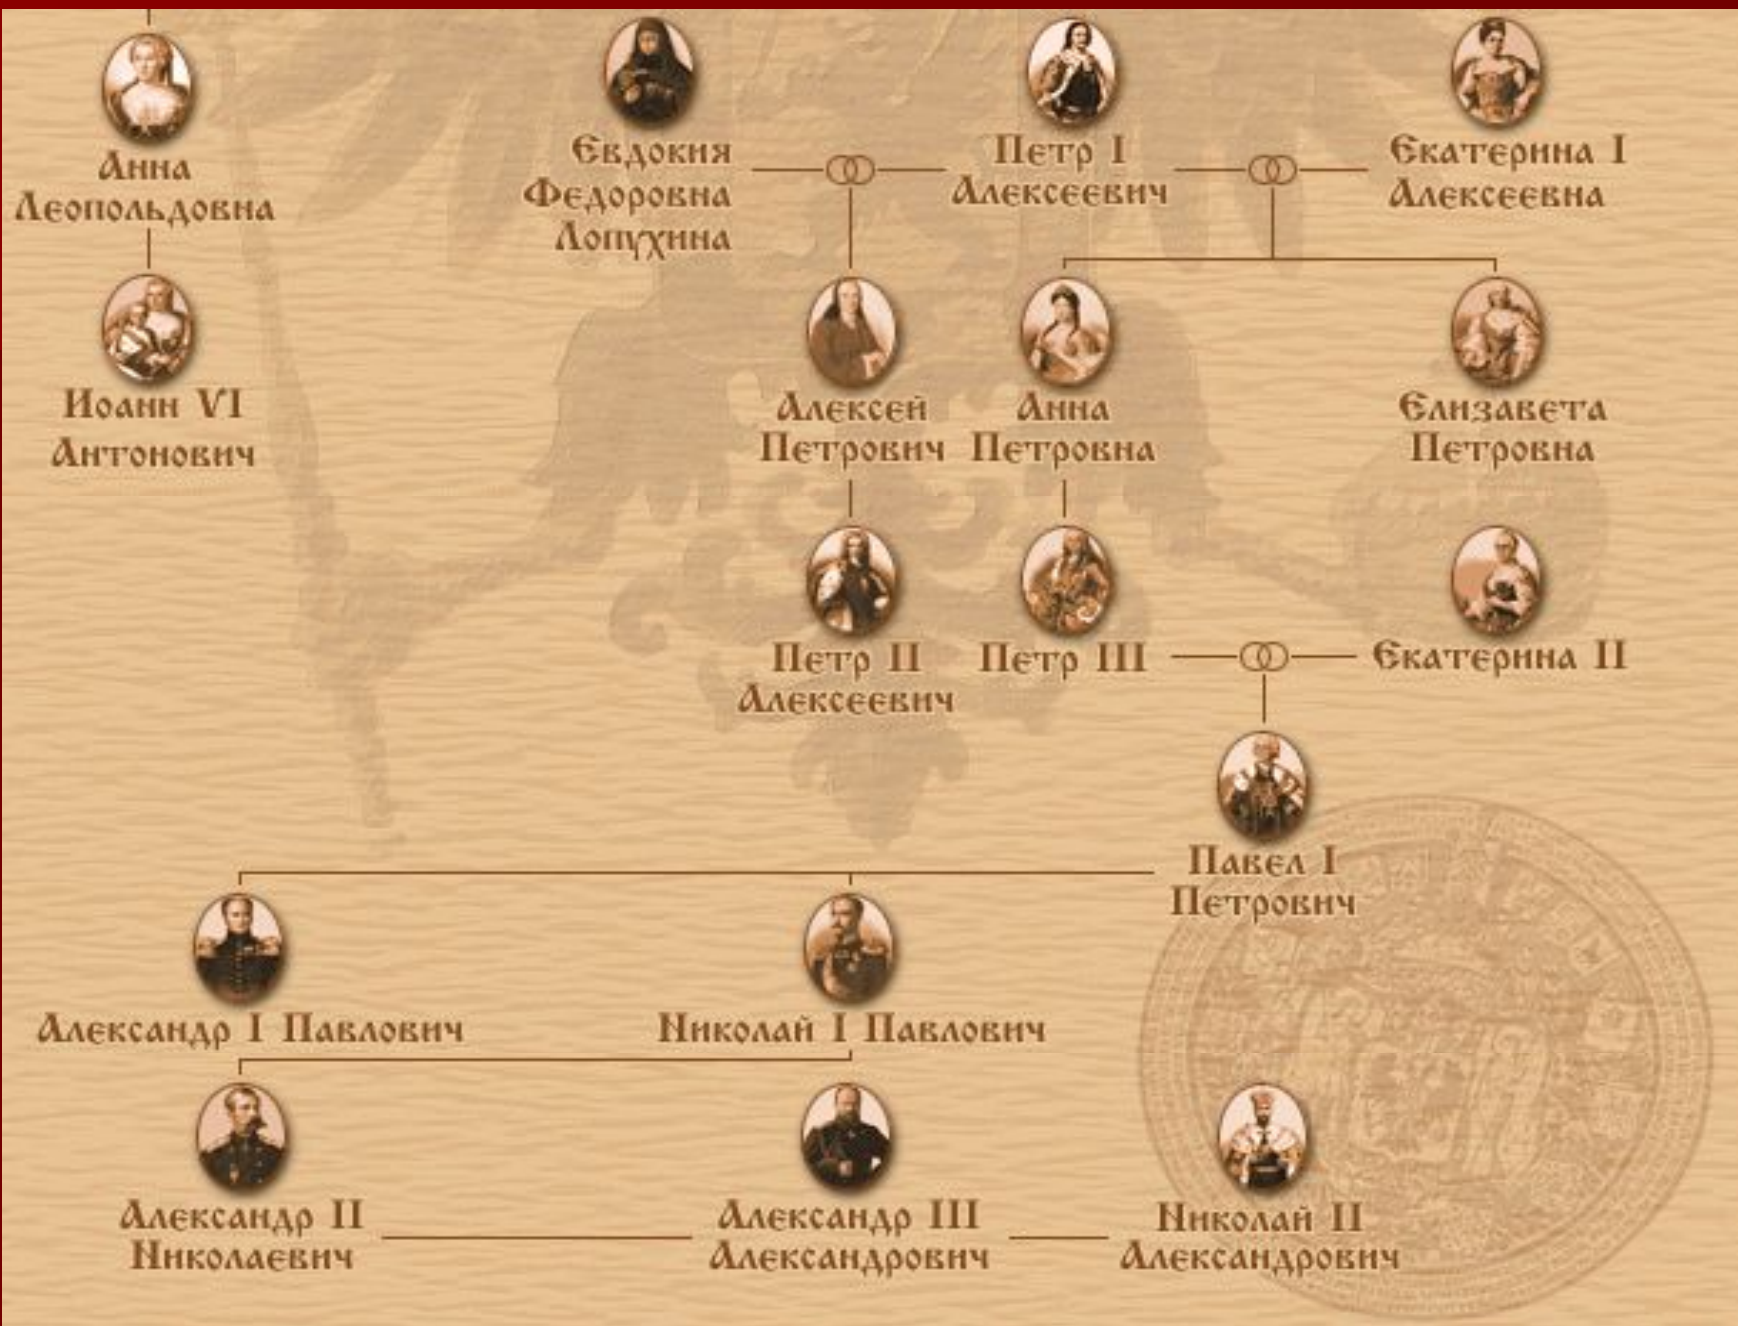 Анна
Леопольдовна
Евдокия
Федоровна
Лопухина
Петр I
Алексеевич
Екатерина I
Алексеевна
Иоанн VI
Антонович
Алексей
Петрович
Анна
Петровна
Елизавета
Петровна
Петр II
Алексеевич
Петр III
Екатерина II
Павел I
Петрович
Александр I Павлович
Николай I Павлович
Александр II
Николаевич
Александр III
Александрович
Николай II
Александрович